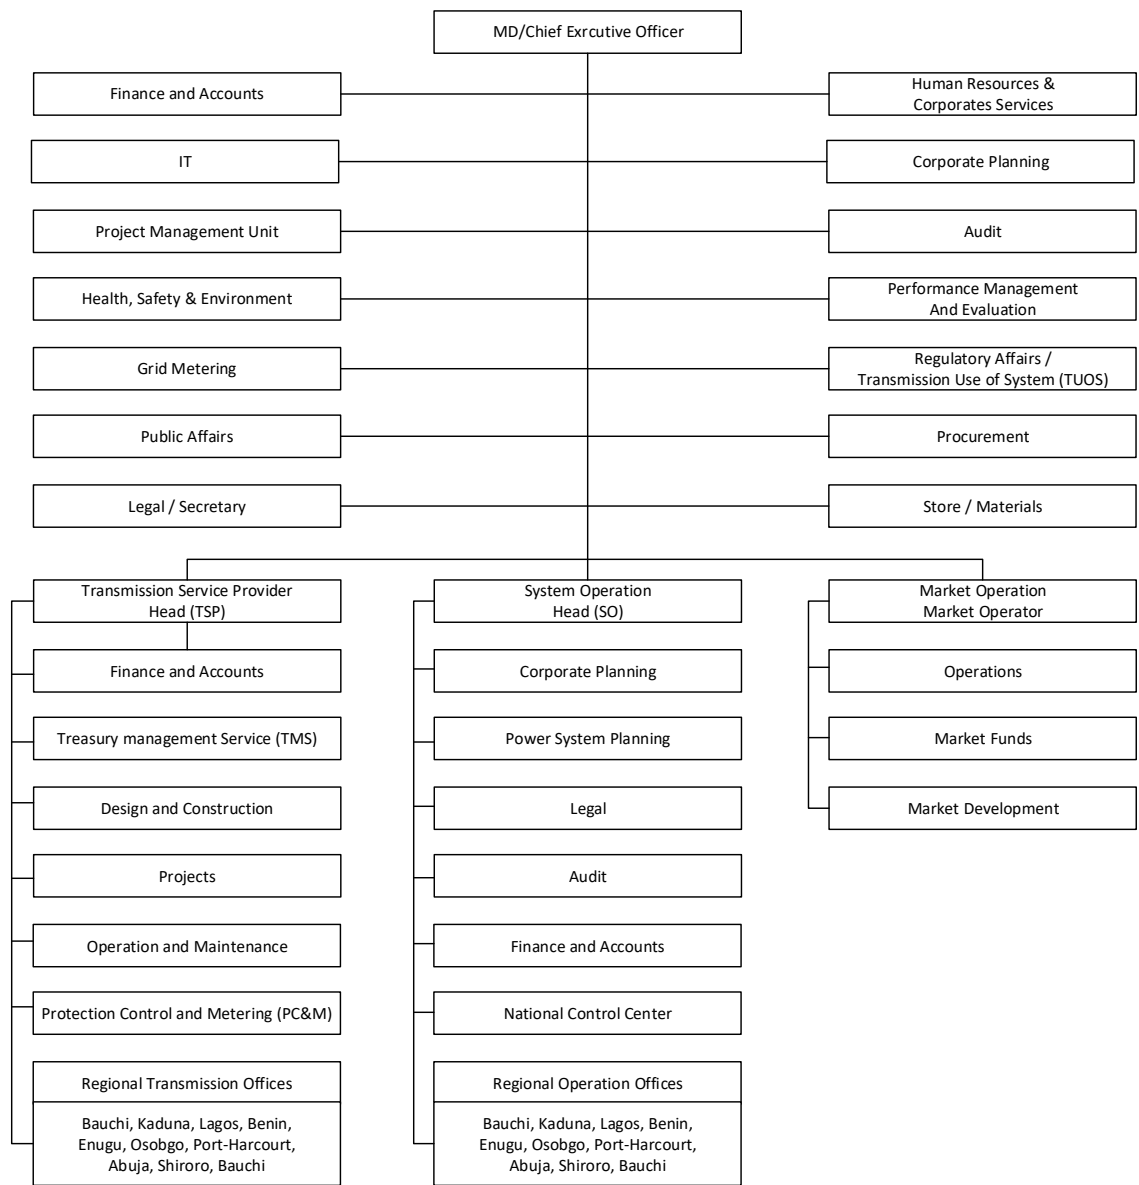 MD/Chief Exrcutive Officer
Finance and Accounts
Human Resources &
Corporates Services
IT
Corporate Planning
Project Management Unit
Audit
Health, Safety & Environment
Performance Management
And Evaluation
Grid Metering
Regulatory Affairs /
Transmission Use of System (TUOS)
Public Affairs
Procurement
Legal / Secretary
Store / Materials
Transmission Service Provider
Head (TSP)
System Operation
Head (SO)
Market Operation
Market Operator
Finance and Accounts
Corporate Planning
Operations
Treasury management Service (TMS)
Power System Planning
Market Funds
Design and Construction
Legal
Market Development
Projects
Audit
Operation and Maintenance
Finance and Accounts
Protection Control and Metering (PC&M)
National Control Center
Regional Transmission Offices
Bauchi, Kaduna, Lagos, Benin,
Enugu, Osobgo, Port-Harcourt,
Abuja, Shiroro, Bauchi
Regional Operation Offices
Bauchi, Kaduna, Lagos, Benin,
Enugu, Osobgo, Port-Harcourt,
Abuja, Shiroro, Bauchi